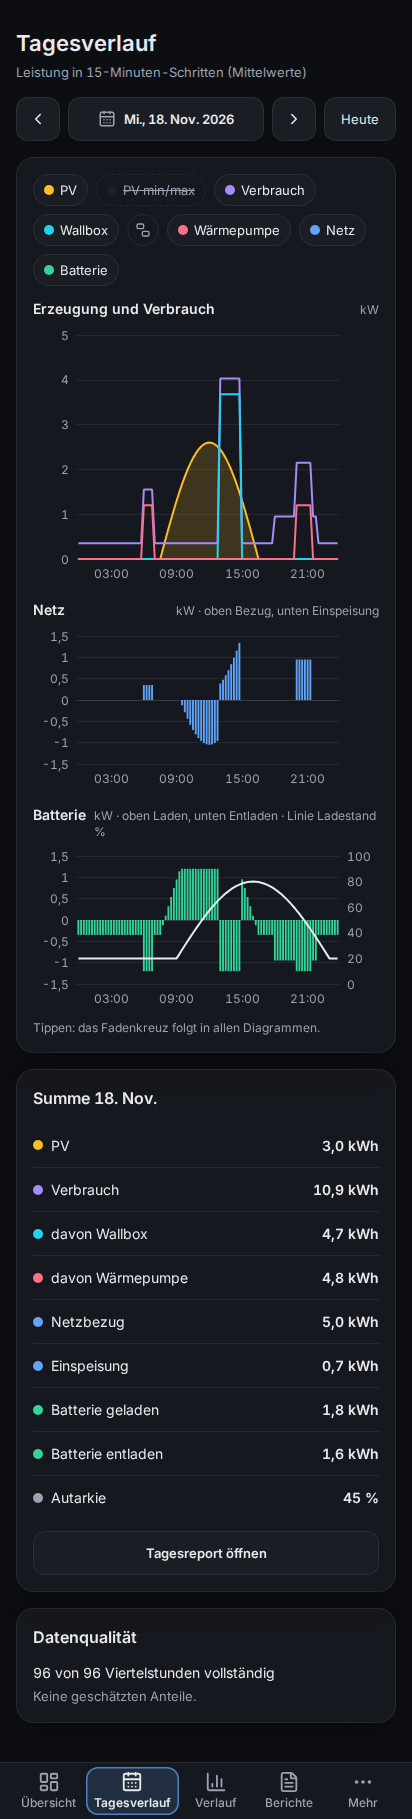 Tagesverlauf
Leistung in 15-Minuten-Schritten (Mittelwerte)
Mi., 18. Nov. 2026
Heute
PV
PV min/max
Verbrauch
Wallbox
Wärmepumpe
Netz
Batterie
Erzeugung und Verbrauch kW
5
4
3
2
1
0
03:00 09:00 15:00 21:00
Netz kW · oben Bezug, unten Einspeisung
1,5
1
0,5
0
-0,5
-1
-1,5
03:00 09:00 15:00 21:00
Batterie kW · oben Laden, unten Entladen · Linie Ladestand
%
1,5 100
1 80
0,5 60
0
-0,5 40
-1 20
-1,5 0
03:00 09:00 15:00 21:00
Tippen: das Fadenkreuz folgt in allen Diagrammen.
Summe 18. Nov.
PV 3,0 kWh
Verbrauch 10,9 kWh
davon Wallbox 4,7 kWh
davon Wärmepumpe 4,8 kWh
Netzbezug 5,0 kWh
Einspeisung 0,7 kWh
Batterie geladen 1,8 kWh
Batterie entladen 1,6 kWh
Autarkie 45 %
Tagesreport öffnen
Datenqualität
96 von 96 Viertelstunden vollständig
Keine geschätzten Anteile.
Übersicht
Tagesverlauf
Verlauf
Berichte
Mehr